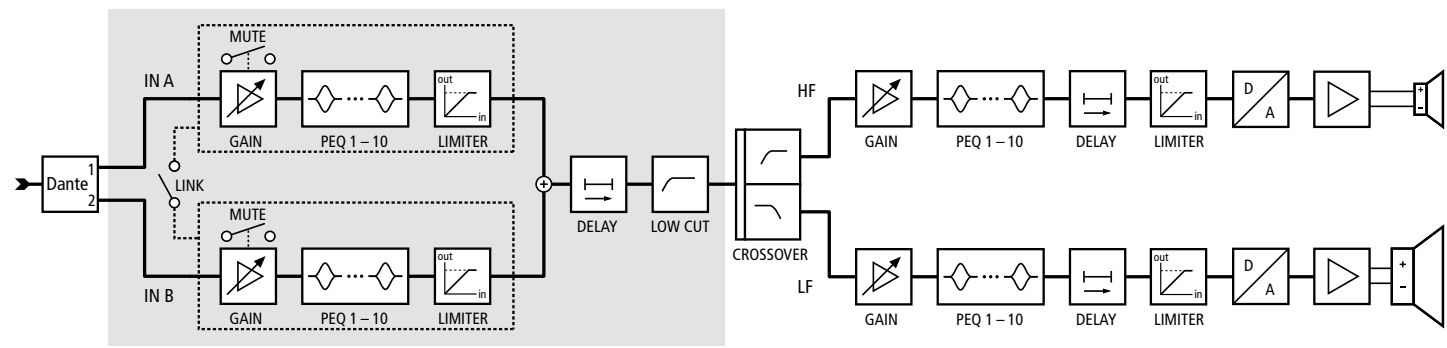 MUTE
IN A
out
in
GAIN
PEQ 1 – 10
LIMITER
Dante
1
2
LINK
MUTE
IN B
out
in
GAIN
PEQ 1 – 10
LIMITER
+
DELAY
LOW CUT
CROSSOVER
HF
out
in
D
A
+
-
GAIN
PEQ 1 – 10
DELAY
LIMITER
LF
out
in
D
A
+
-
GAIN
PEQ 1 – 10
DELAY
LIMITER